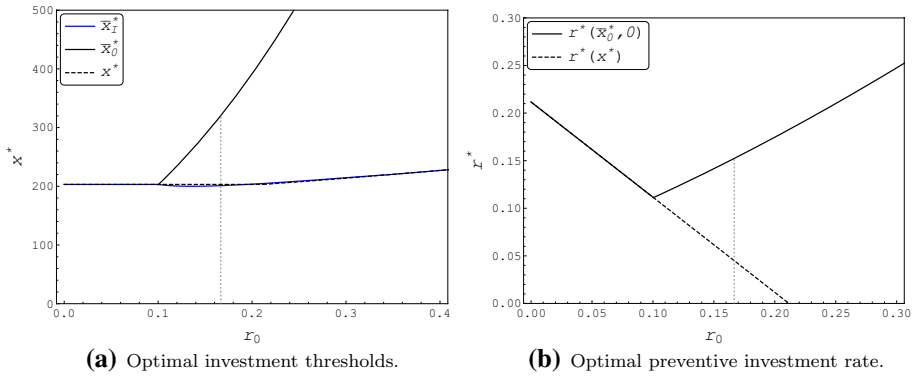 x̅*_I
x̅*_0
x*
500
400
300
200
100
0
x*
0.0 0.1 0.2 0.3 0.4
r_0
(a) Optimal investment thresholds.
r*(x̅*_0, 0)
r*(x*)
0.30
0.25
0.20
0.15
0.10
0.05
0.00
r*
0.00 0.05 0.10 0.15 0.20 0.25 0.30
r_0
(b) Optimal preventive investment rate.